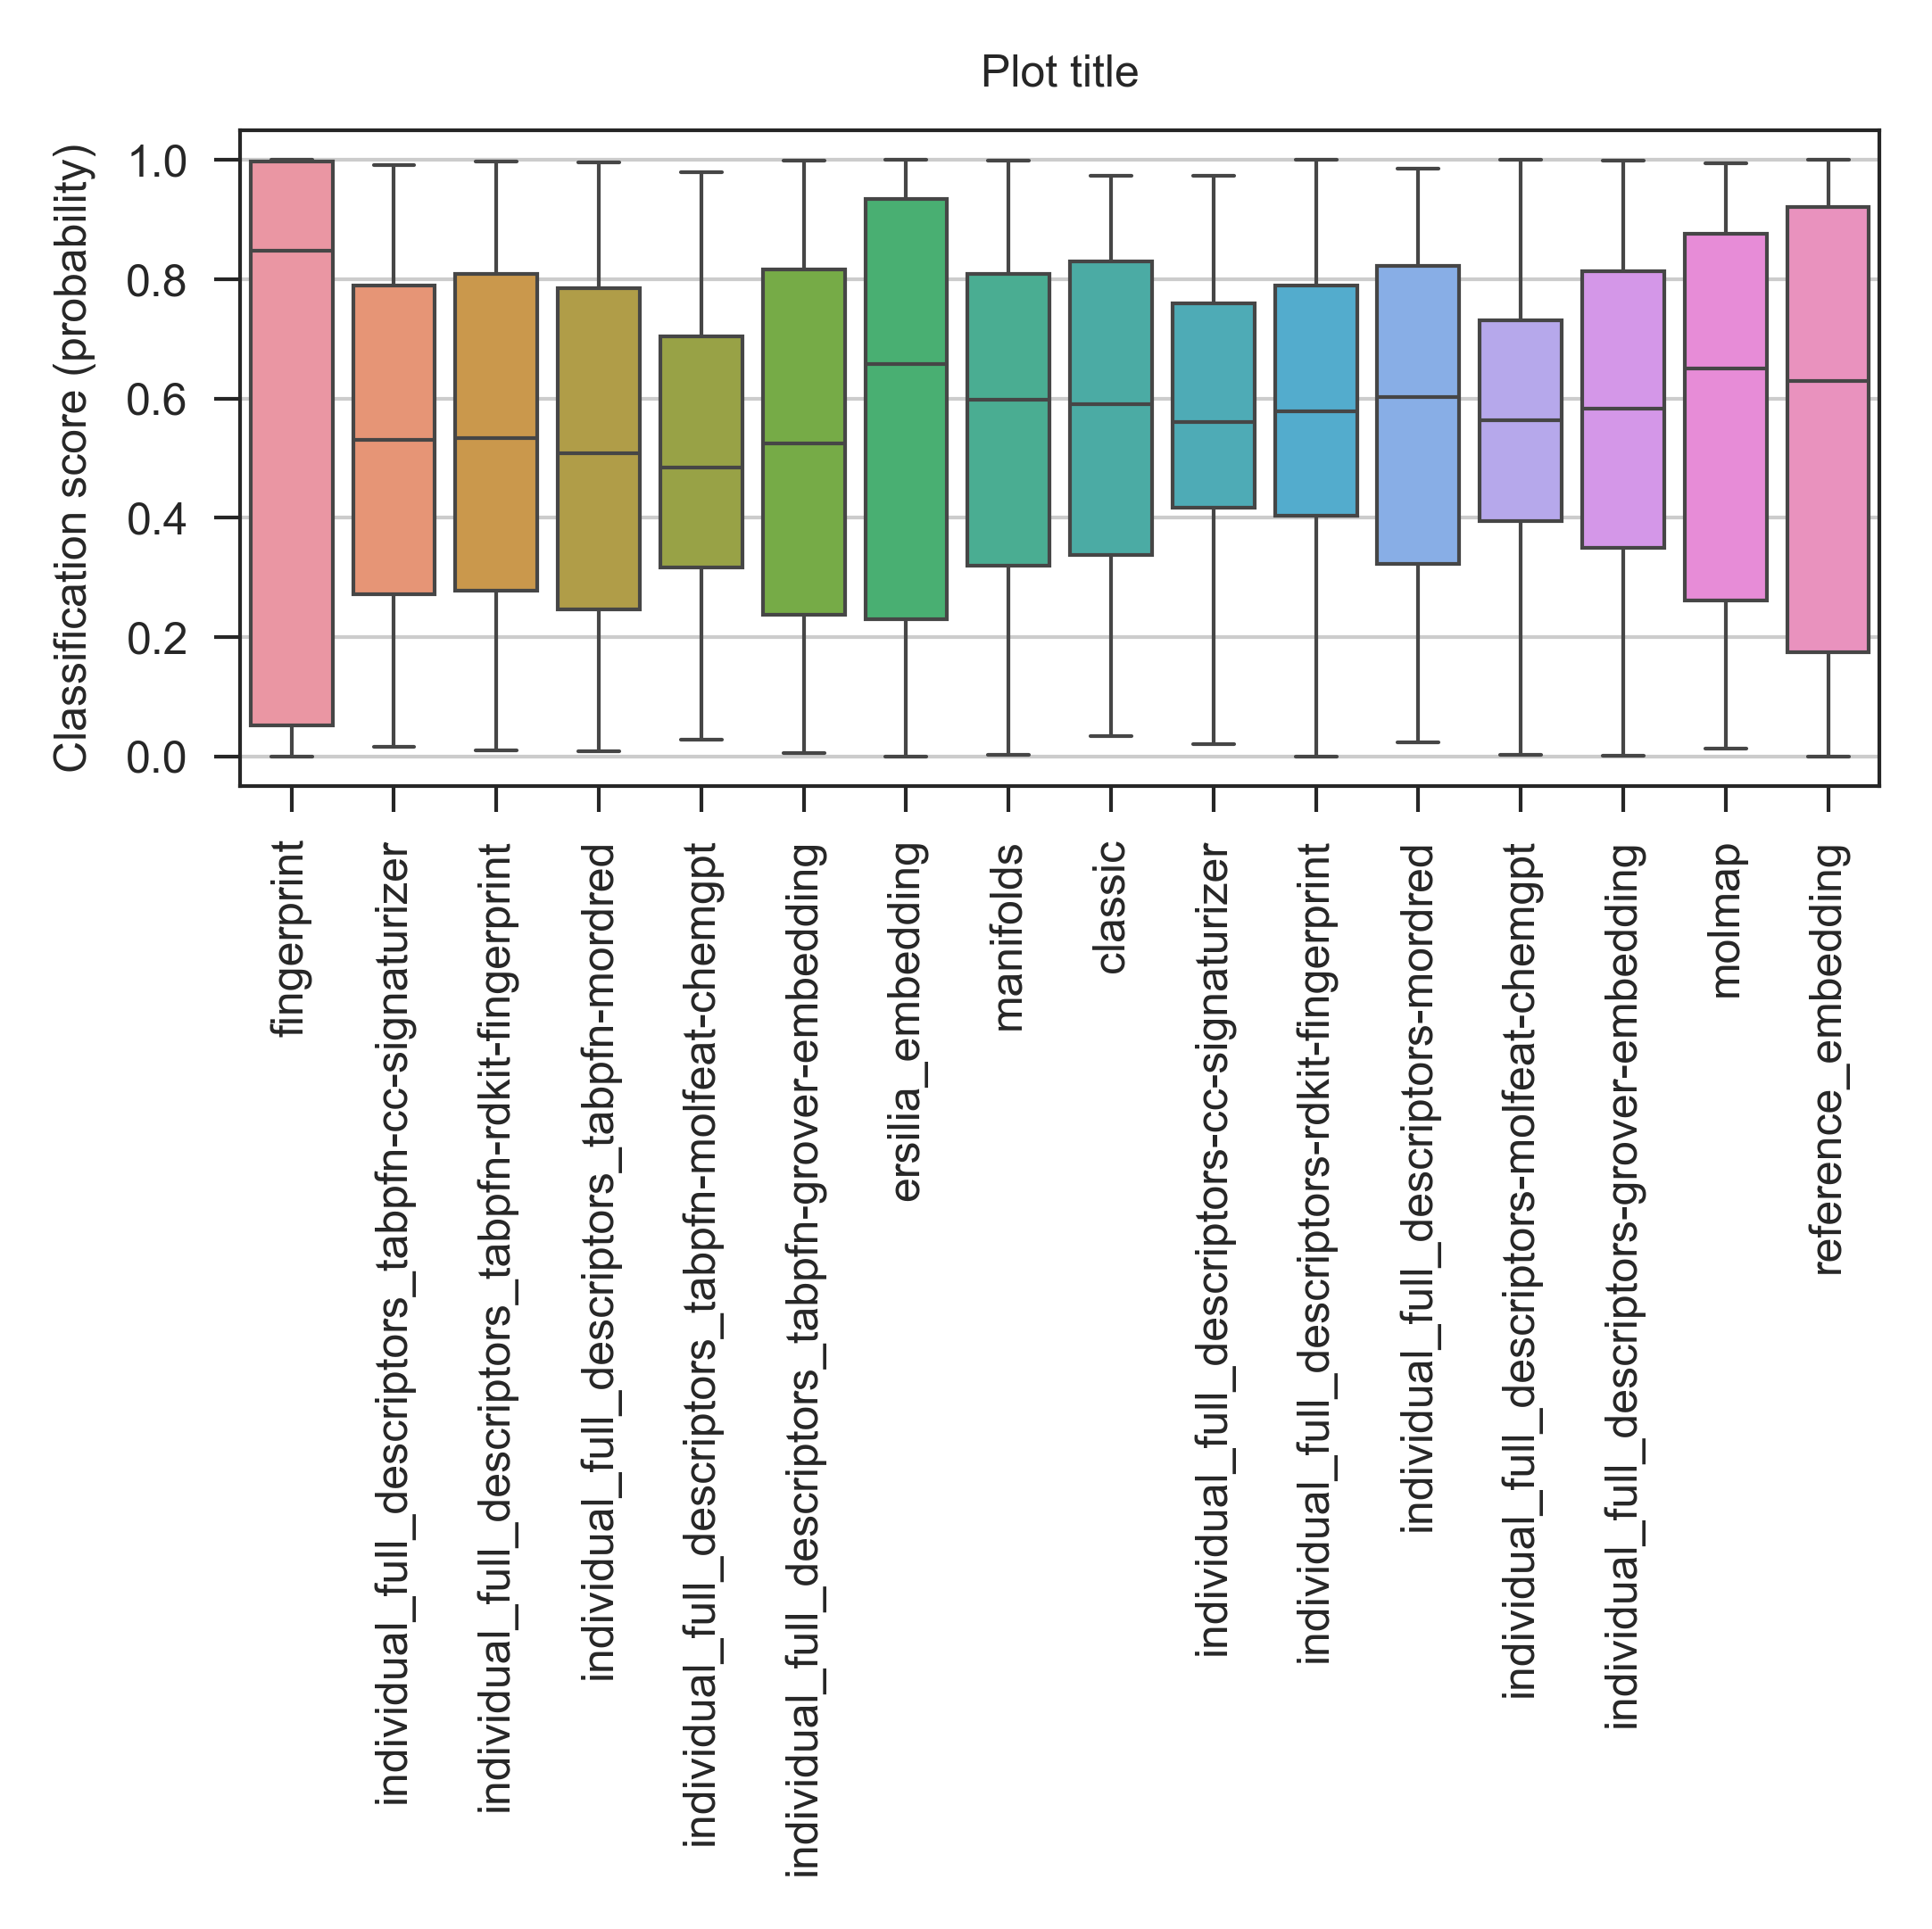 Plot title
Classification score (probability)
1.0
0.8
0.6
0.4
0.2
0.0
fingerprint
individual_full_descriptors_tabpfn-cc-signaturizer
individual_full_descriptors_tabpfn-rdkit-fingerprint
individual_full_descriptors_tabpfn-mordred
individual_full_descriptors_tabpfn-molfeat-chemgpt
individual_full_descriptors_tabpfn-grover-embedding
ersilia_embedding
manifolds
classic
individual_full_descriptors-cc-signaturizer
individual_full_descriptors-rdkit-fingerprint
individual_full_descriptors-mordred
individual_full_descriptors-molfeat-chemgpt
individual_full_descriptors-grover-embedding
molmap
reference_embedding